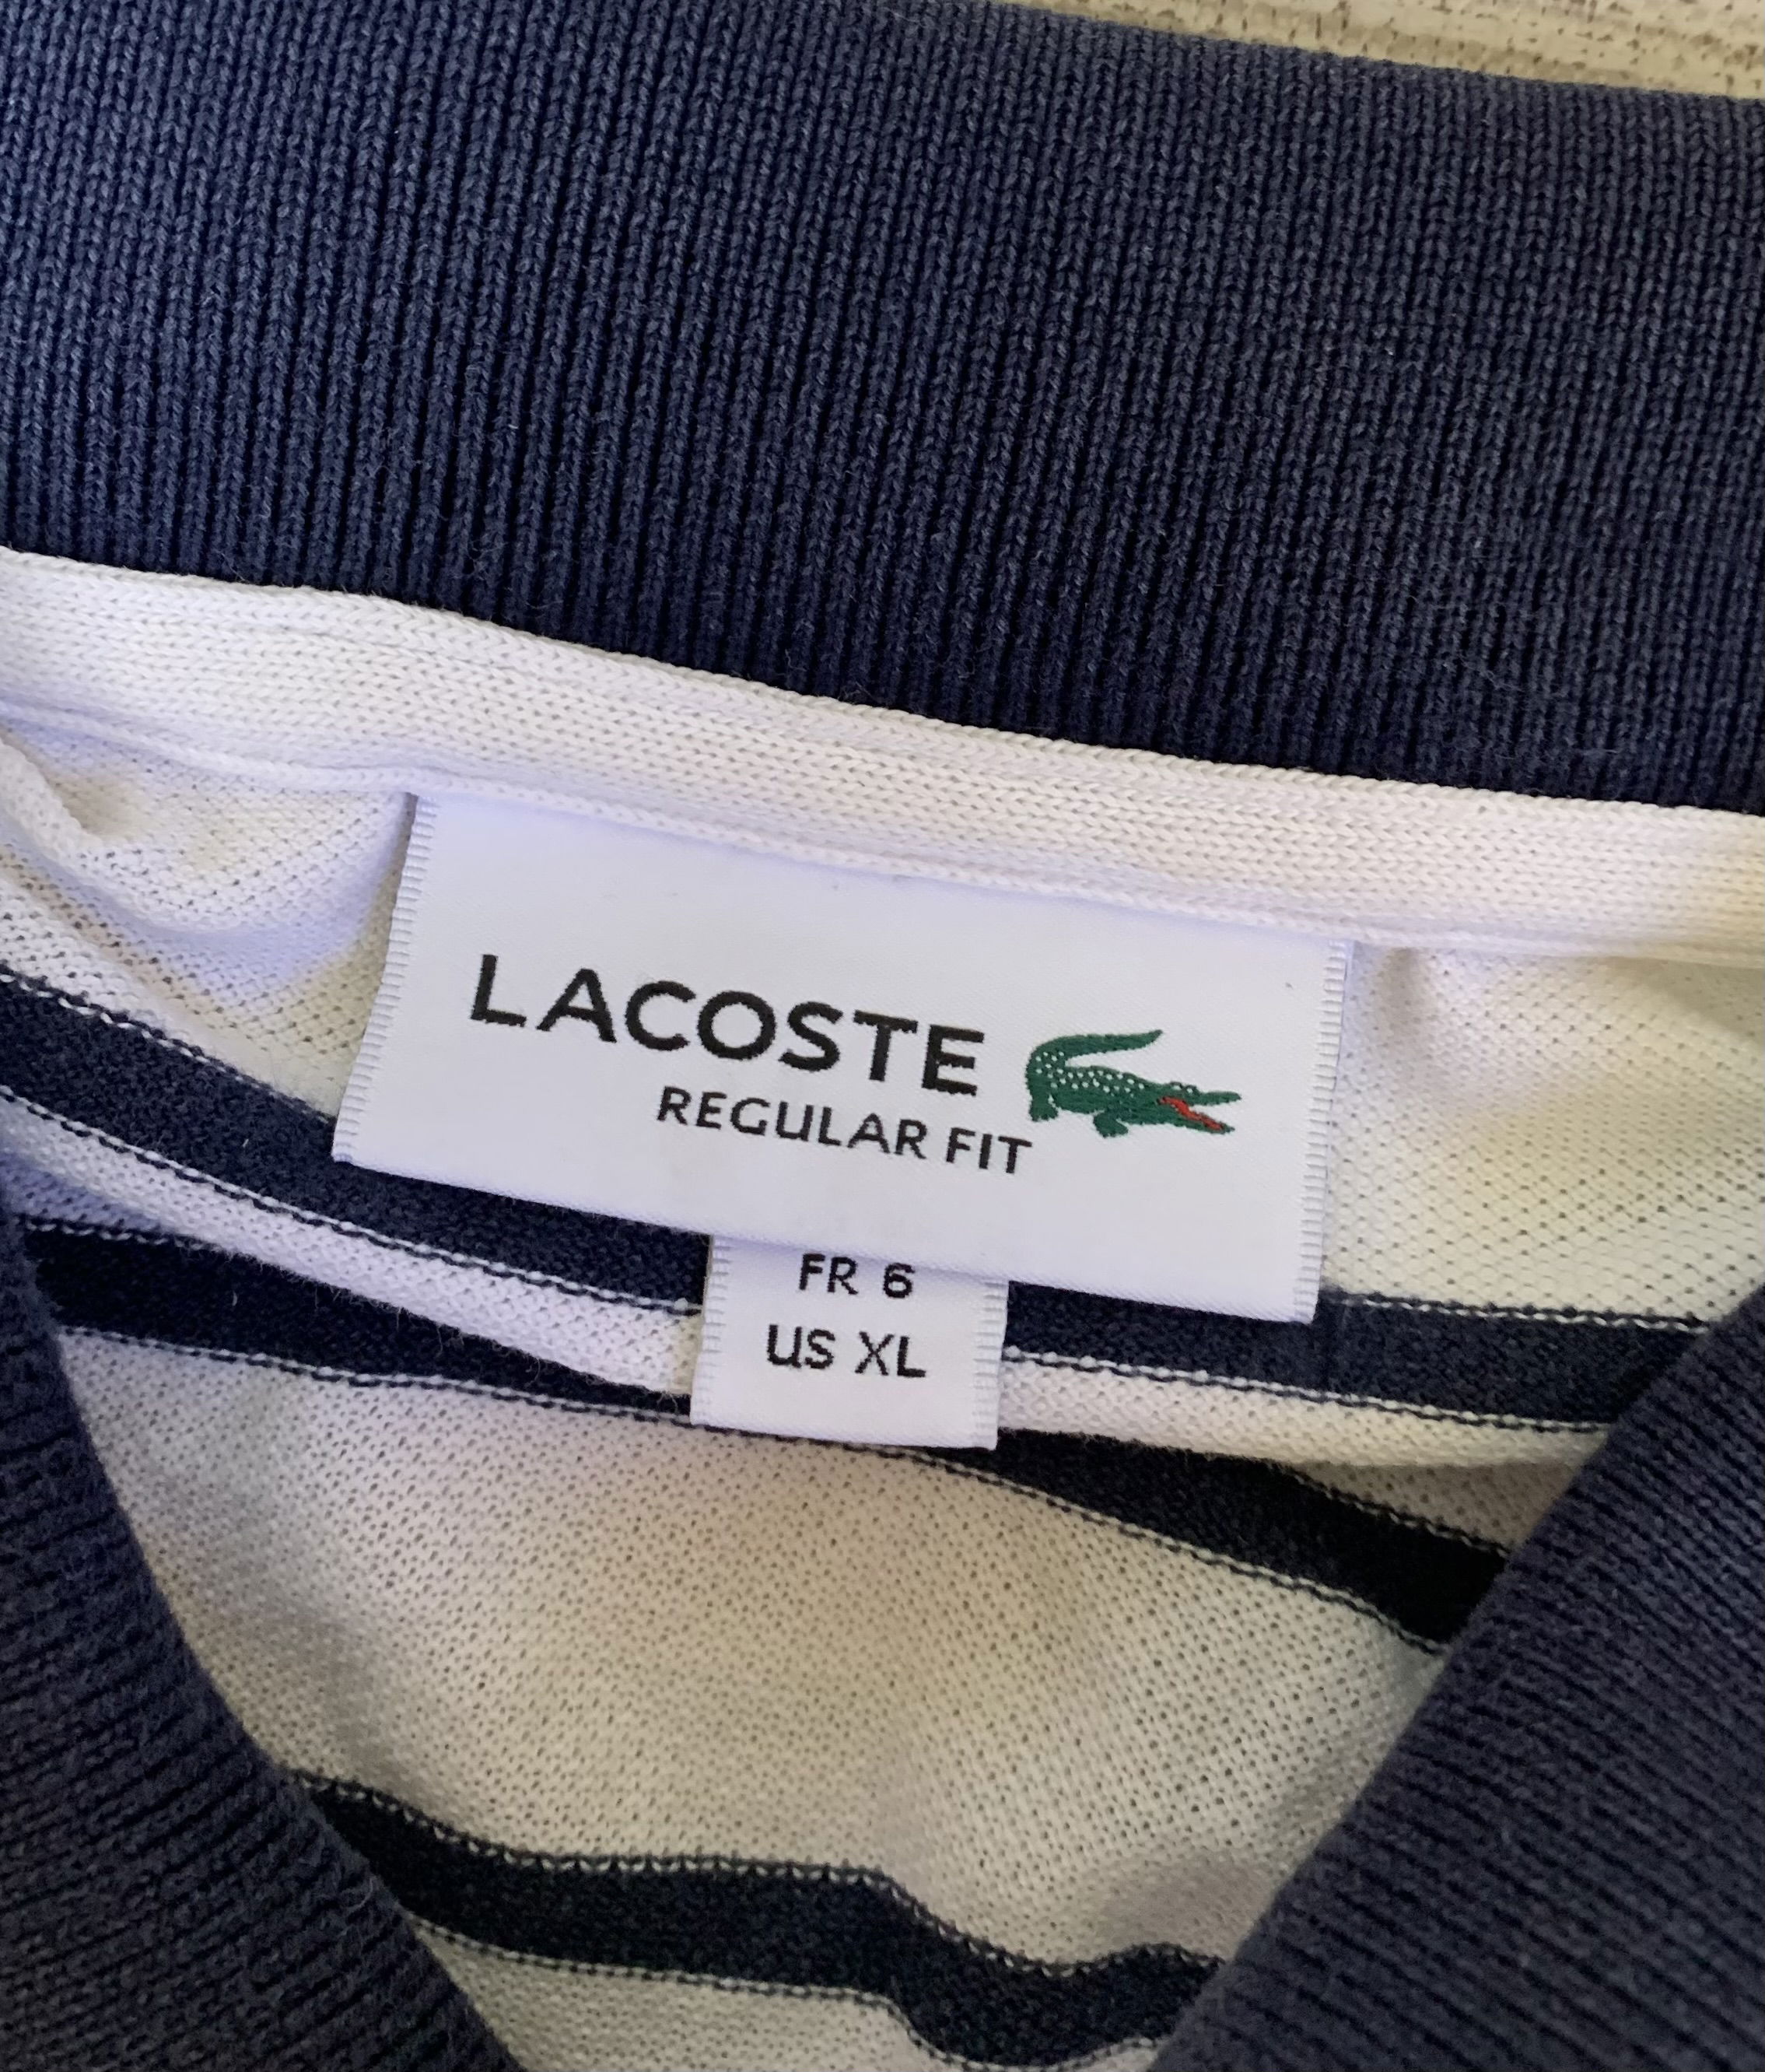 LACOSTE
REGULAR FIT
FR 6
US XL